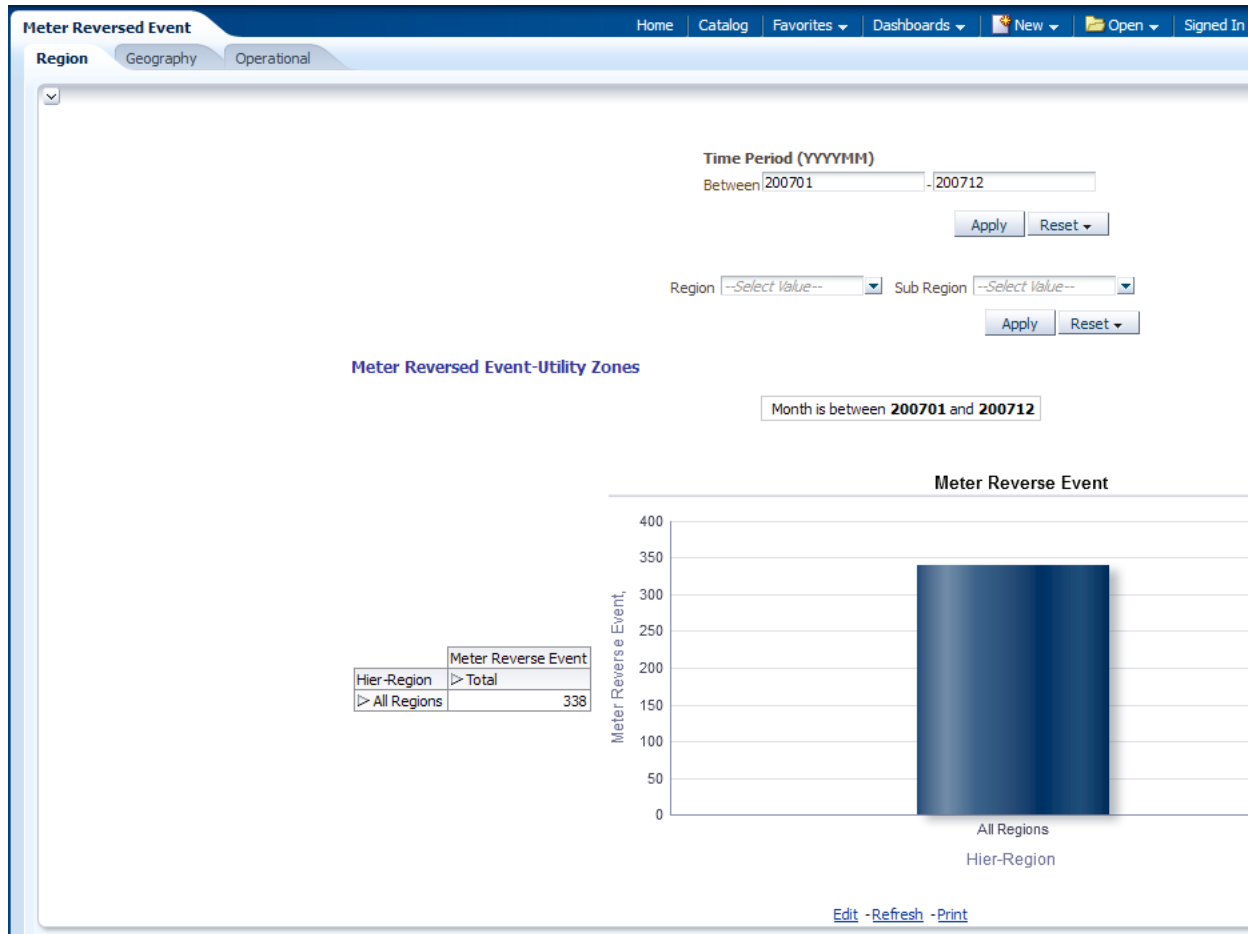 Meter Reversed Event
Home Catalog Favorites Dashboards New Open Signed In
Region Geography Operational
Time Period (YYYYMM)
Between 200701 - 200712
Apply Reset
Region --Select Value-- Sub Region --Select Value--
Apply Reset
Meter Reversed Event-Utility Zones
Month is between 200701 and 200712
Meter Reverse Event
Hier-Region Total
All Regions 338
Meter Reverse Event
Meter Reverse Event,
400
350
300
250
200
150
100
50
0
All Regions
Hier-Region
Edit -Refresh -Print